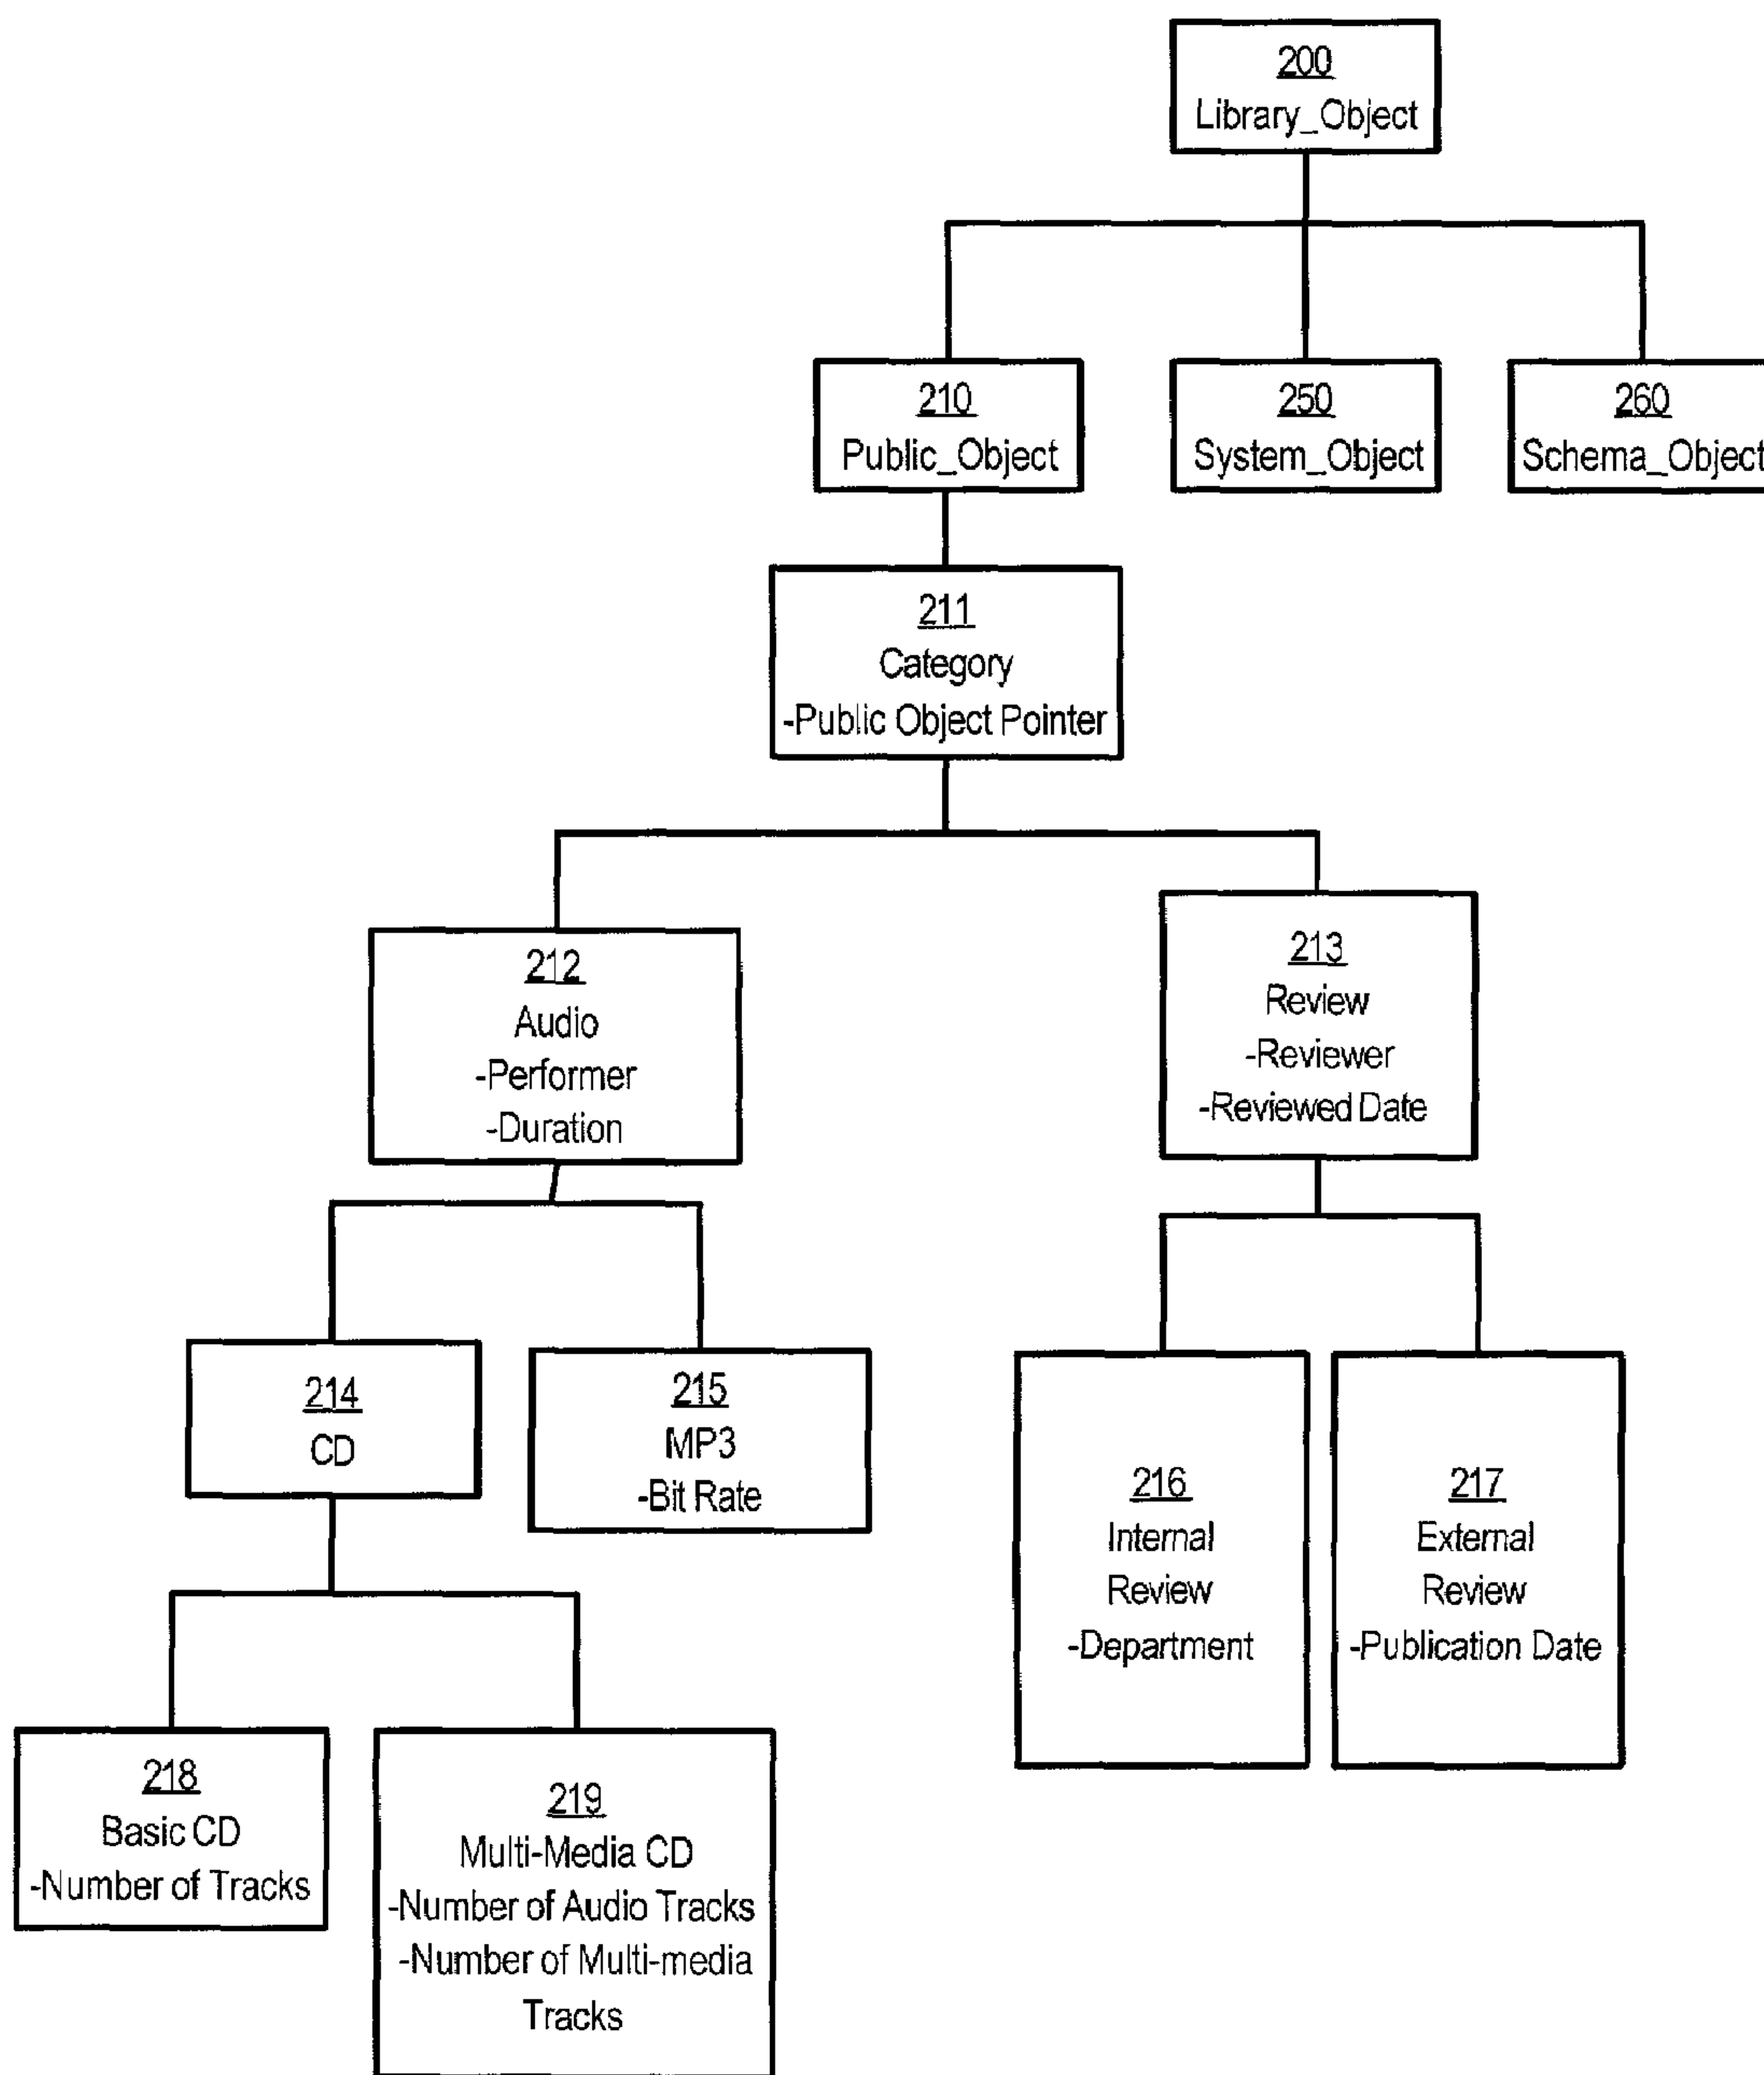 200
Library_Object
210
Public_Object
250
System_Object
260
Schema_Object
211
Category
-Public Object Pointer
212
Audio
-Performer
-Duration
213
Review
-Reviewer
-Reviewed Date
214
CD
215
MP3
-Bit Rate
216
Internal
Review
-Department
217
External
Review
-Publication Date
218
Basic CD
-Number of Tracks
219
Multi-Media CD
-Number of Audio Tracks
-Number of Multi-media
Tracks